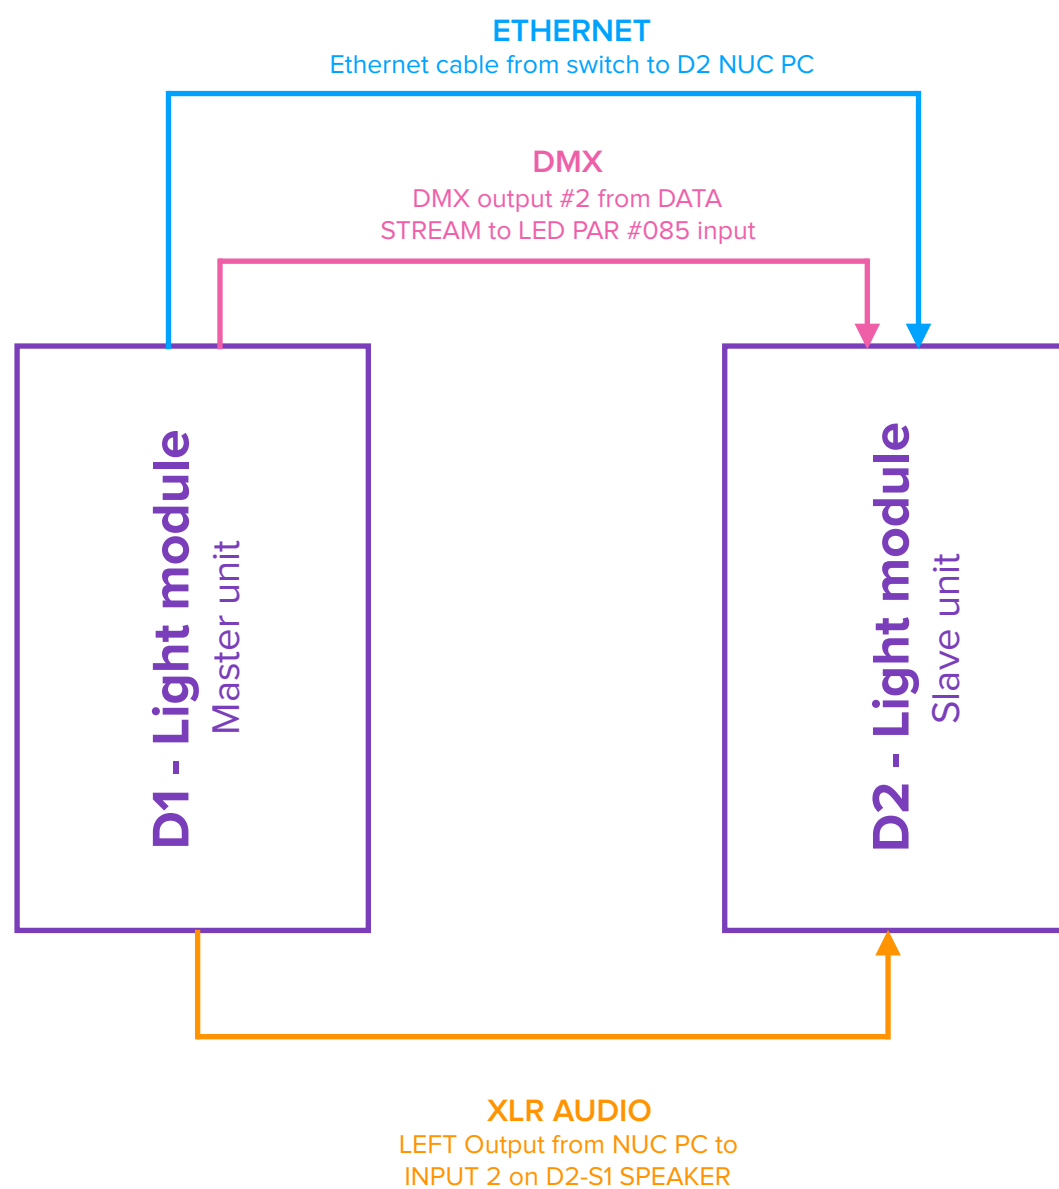 ETHERNET
Ethernet cable from switch to D2 NUC PC
DMX
DMX output #2 from DATA
STREAM to LED PAR #085 input
D1 - Light module
Master unit
D2 - Light module
Slave unit
XLR AUDIO
LEFT Output from NUC PC to
INPUT 2 on D2-S1 SPEAKER